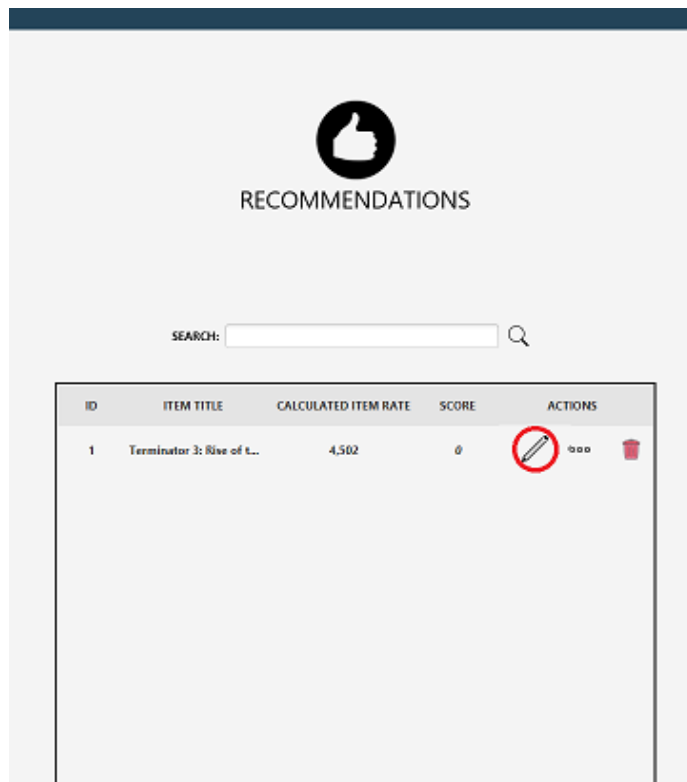 RECOMMENDATIONS
SEARCH:
ID ITEM TITLE CALCULATED ITEM RATE SCORE ACTIONS
1 Terminator 3: Rise of t... 4,502 0